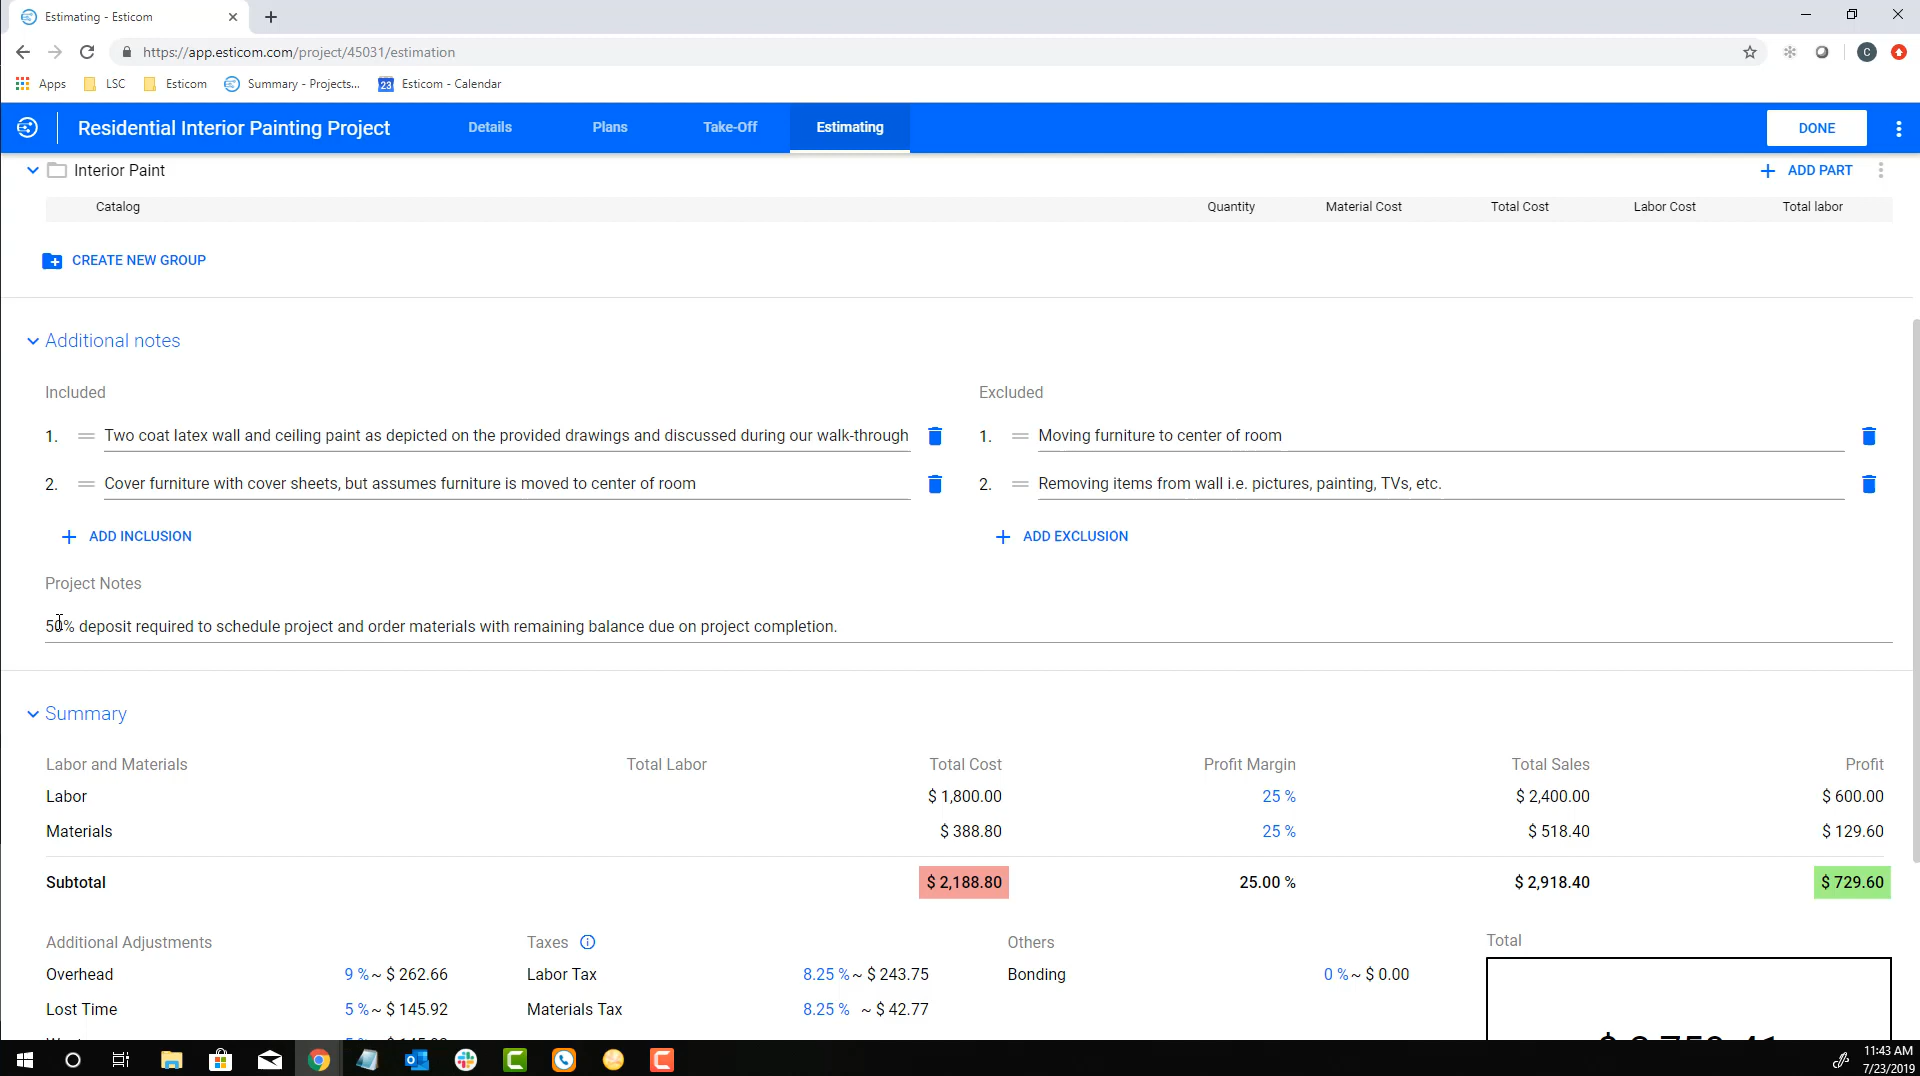 Estimating - Esticom
https://app.esticom.com/project/45031/estimation
C
Apps LSC Esticom Summary - Projects... 23 Esticom - Calendar
Residential Interior Painting Project Details Plans Take-Off Estimating DONE
Interior Paint ADD PART
Catalog Quantity Material Cost Total Cost Labor Cost Total labor
CREATE NEW GROUP
Additional notes
Included Excluded
1. Two coat latex wall and ceiling paint as depicted on the provided drawings and discussed during our walk-through 1. Moving furniture to center of room
2. Cover furniture with cover sheets, but assumes furniture is moved to center of room 2. Removing items from wall i.e. pictures, painting, TVs, etc.
ADD INCLUSION ADD EXCLUSION
Project Notes
50% deposit required to schedule project and order materials with remaining balance due on project completion.
Summary
Labor and Materials Total Labor Total Cost Profit Margin Total Sales Profit
Labor $ 1,800.00 25 % $ 2,400.00 $ 600.00
Materials $ 388.80 25 % $ 518.40 $ 129.60
Subtotal $ 2,188.80 25.00 % $ 2,918.40 $ 729.60
Additional Adjustments Taxes Others Total
Overhead 9 % ~ $ 262.66 Labor Tax 8.25 % ~ $ 243.75 Bonding 0 % ~ $ 0.00
Lost Time 5 % ~ $ 145.92 Materials Tax 8.25 % ~ $ 42.77
11:43 AM
7/23/2019